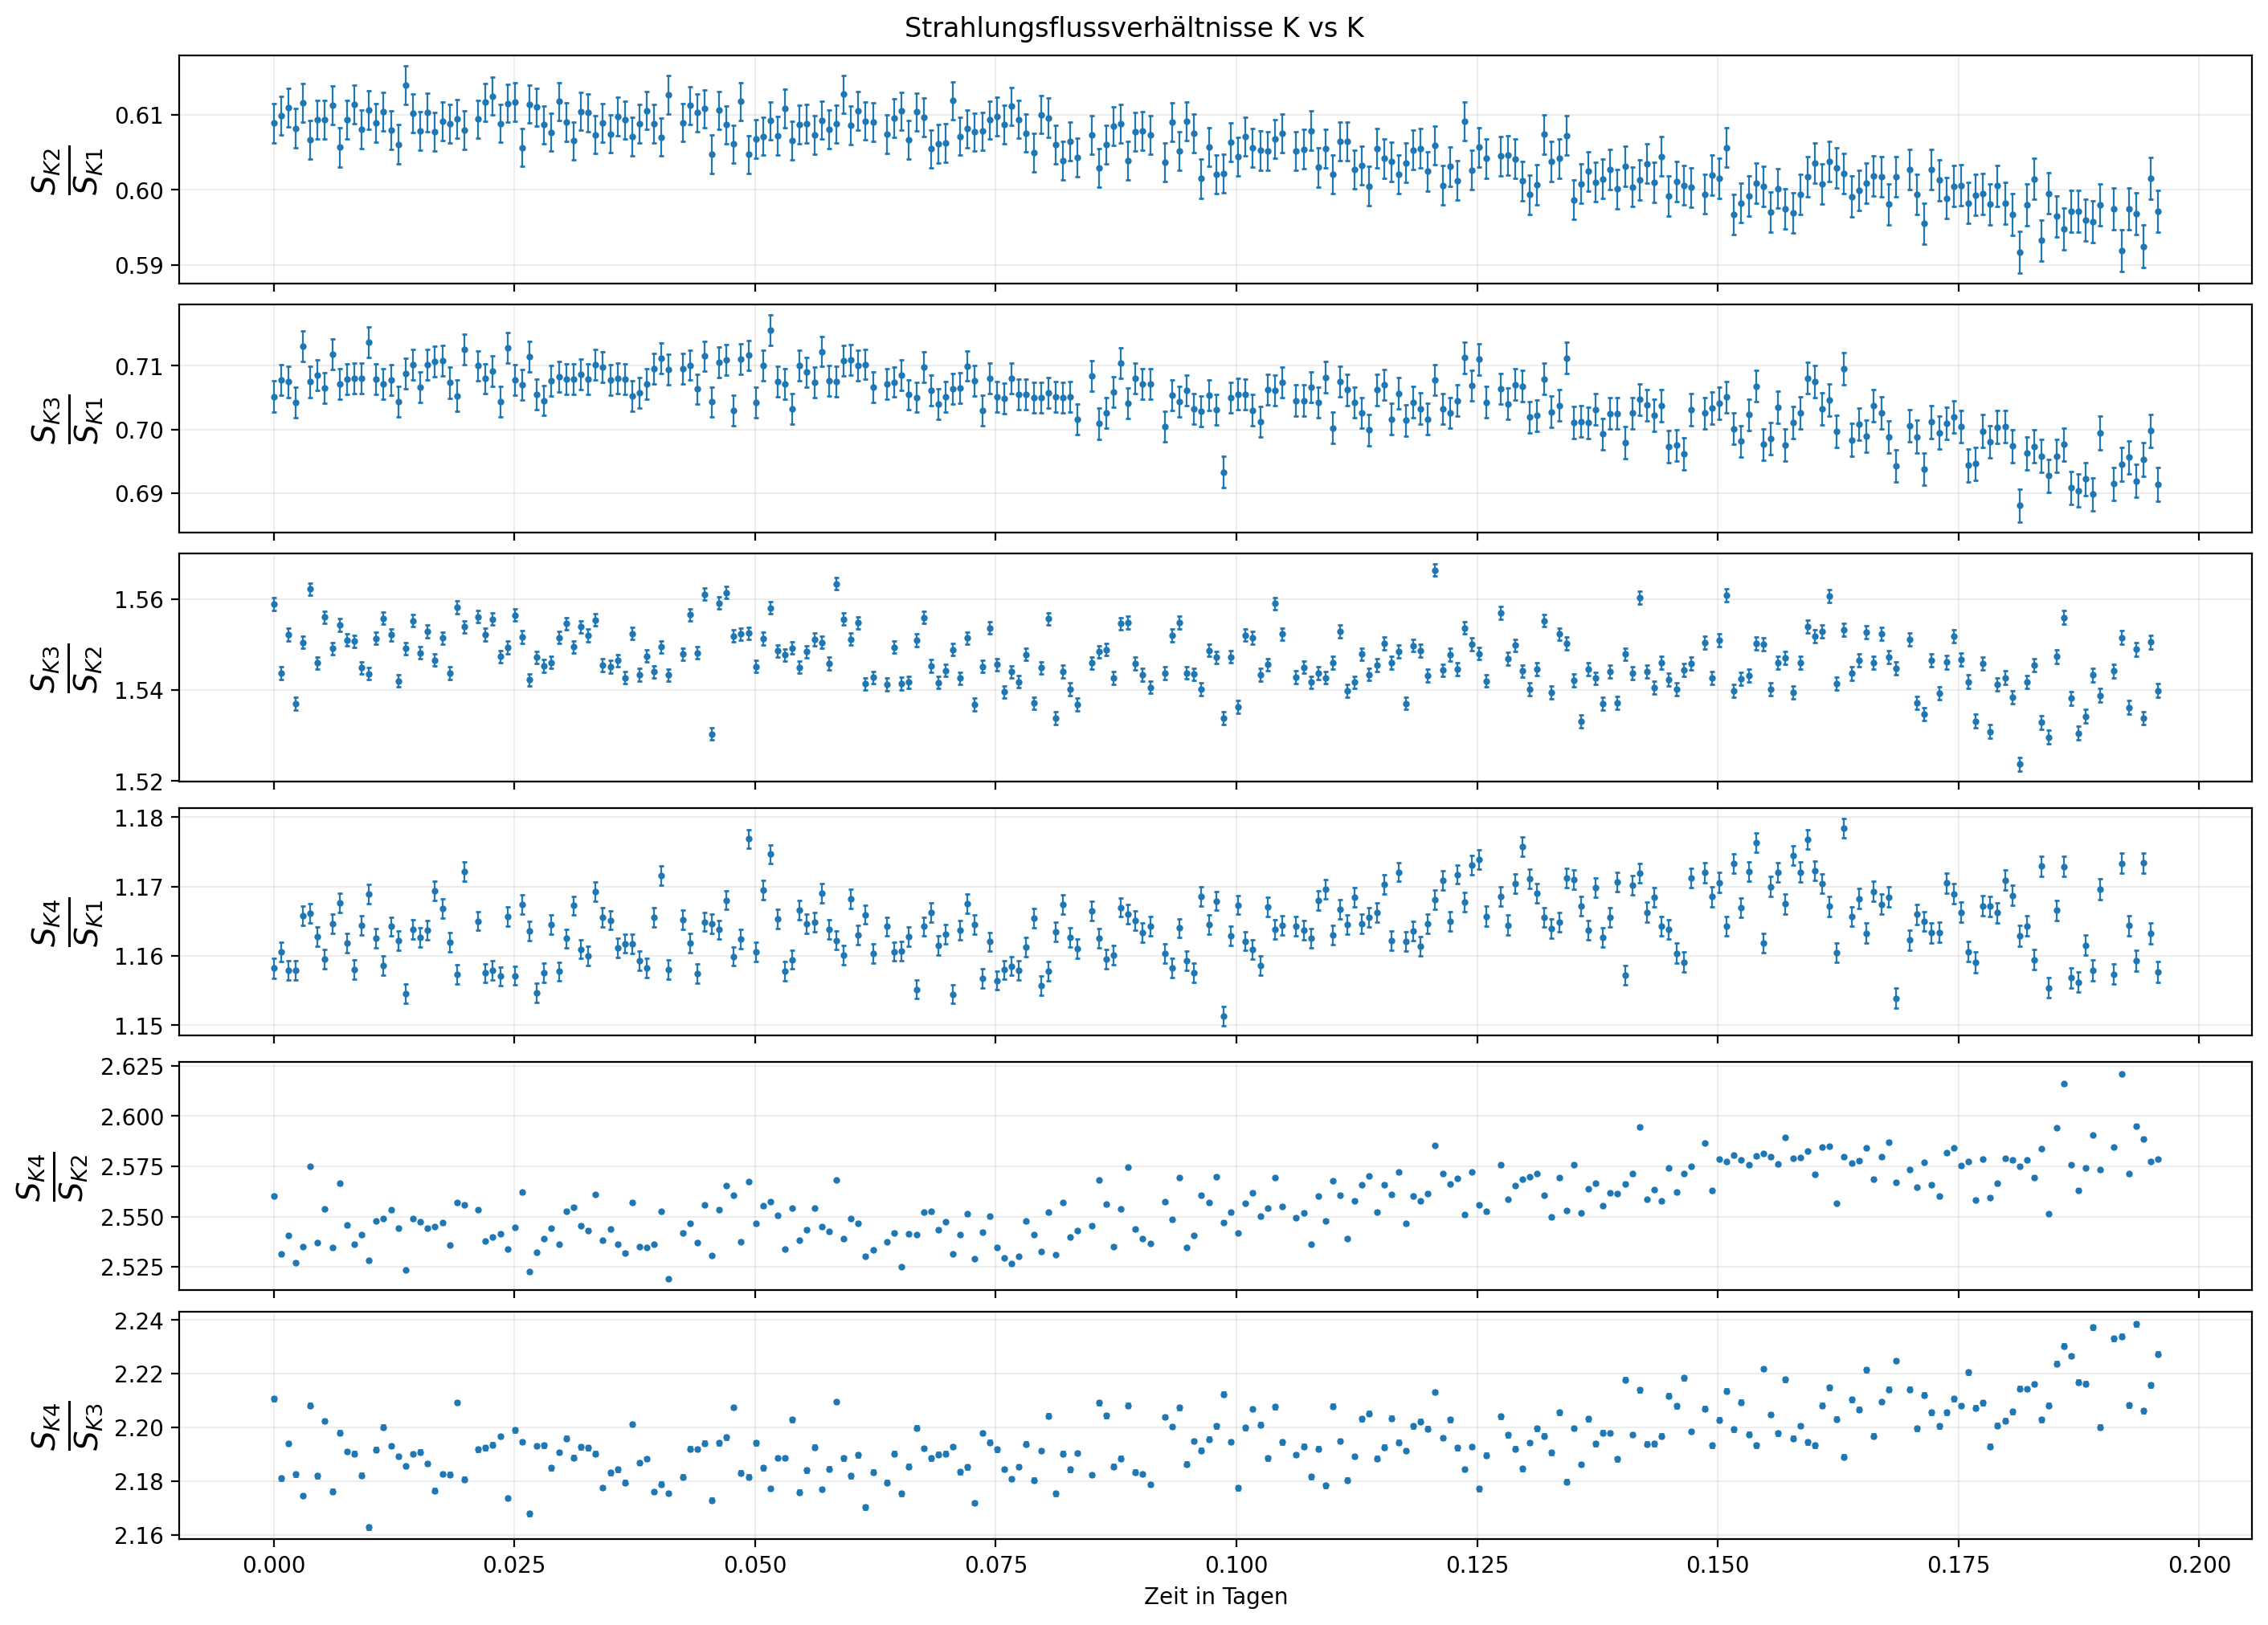 Strahlungsflussverhältnisse K vs K
0.61
0.60
0.59
S_K2
S_K1
0.71
0.70
0.69
S_K3
S_K1
1.56
1.54
1.52
S_K3
S_K2
1.18
1.17
1.16
1.15
S_K4
S_K1
2.625
2.600
2.575
2.550
2.525
S_K4
S_K2
2.24
2.22
2.20
2.18
2.16
S_K4
S_K3
0.000 0.025 0.050 0.075 0.100 0.125 0.150 0.175 0.200
Zeit in Tagen